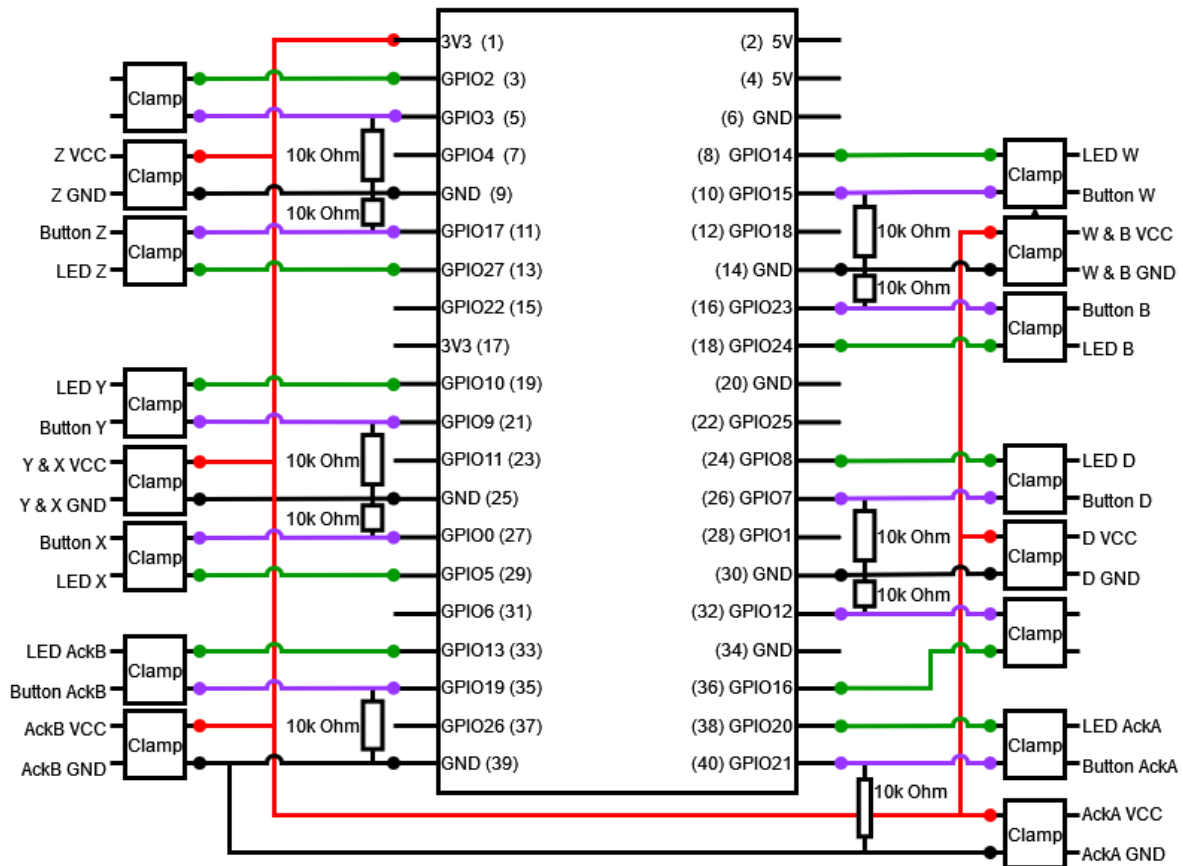 3V3 (1)
(2) 5V
GPIO2 (3)
(4) 5V
Clamp
GPIO3 (5)
(6) GND
Z VCC
10k Ohm
GPIO4 (7)
(8) GPIO14
LED W
Clamp
Clamp
Z GND
GND (9)
(10) GPIO15
Button W
10k Ohm
Button Z
GPIO17 (11)
(12) GPIO18
10k Ohm
W & B VCC
Clamp
Clamp
LED Z
GPIO27 (13)
(14) GND
W & B GND
10k Ohm
GPIO22 (15)
(16) GPIO23
Button B
Clamp
3V3 (17)
(18) GPIO24
LED B
LED Y
GPIO10 (19)
(20) GND
Clamp
Button Y
GPIO9 (21)
(22) GPIO25
Y & X VCC
10k Ohm
GPIO11 (23)
(24) GPIO8
LED D
Clamp
Clamp
Y & X GND
GND (25)
(26) GPIO7
Button D
10k Ohm
Button X
GPIO0 (27)
(28) GPIO1
10k Ohm
D VCC
Clamp
Clamp
LED X
GPIO5 (29)
(30) GND
D GND
10k Ohm
GPIO6 (31)
(32) GPIO12
Clamp
LED AckB
GPIO13 (33)
(34) GND
Clamp
Button AckB
GPIO19 (35)
(36) GPIO16
AckB VCC
10k Ohm
GPIO26 (37)
(38) GPIO20
LED AckA
Clamp
Clamp
AckB GND
GND (39)
(40) GPIO21
Button AckA
10k Ohm
AckA VCC
Clamp
AckA GND